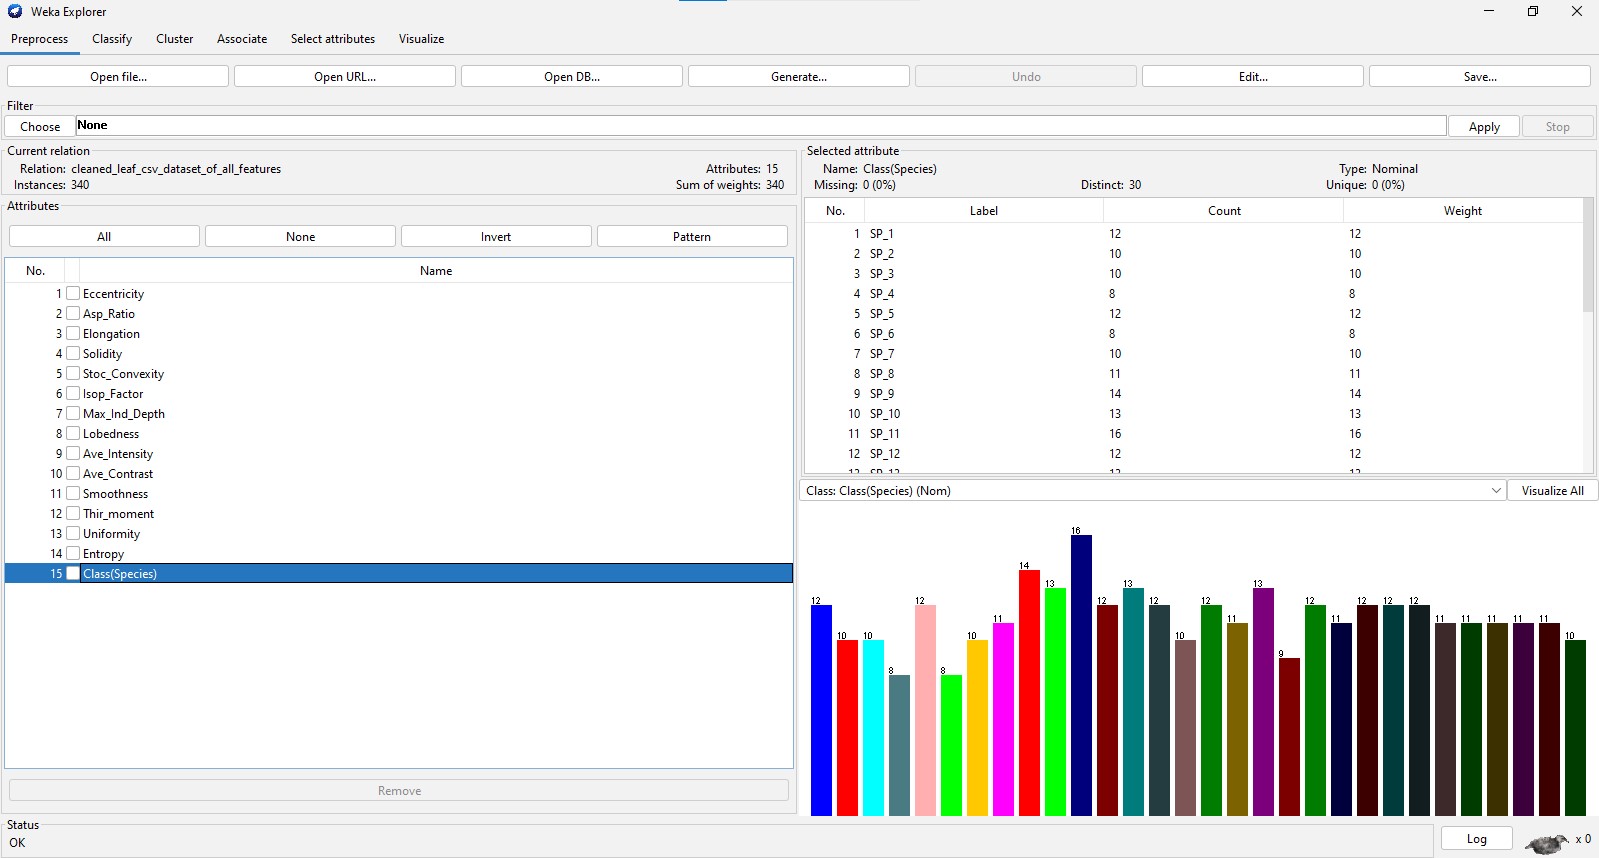 Weka Explorer
Preprocess Classify Cluster Associate Select attributes Visualize
Open file... Open URL... Open DB... Generate... Undo Edit... Save...
Filter
Choose None Apply Stop
Current relation
Relation: cleaned_leaf_csv_dataset_of_all_features Attributes: 15
Instances: 340 Sum of weights: 340
Attributes
All None Invert Pattern
No. Name
1 Eccentricity
2 Asp_Ratio
3 Elongation
4 Solidity
5 Stoc_Convexity
6 Isop_Factor
7 Max_Ind_Depth
8 Lobedness
9 Ave_Intensity
10 Ave_Contrast
11 Smoothness
12 Thir_moment
13 Uniformity
14 Entropy
15 Class(Species)
Remove
Selected attribute
Name: Class(Species) Type: Nominal
Missing: 0 (0%) Distinct: 30 Unique: 0 (0%)
No. Label Count Weight
1 SP_1 12 12
2 SP_2 10 10
3 SP_3 10 10
4 SP_4 8 8
5 SP_5 12 12
6 SP_6 8 8
7 SP_7 10 10
8 SP_8 11 11
9 SP_9 14 14
10 SP_10 13 13
11 SP_11 16 16
12 SP_12 12 12
Class: Class(Species) (Nom) Visualize All
12 10 10 8 12 8 10 11 14 13 16 12 13 12 10 12 11 13 9 12 11 12 12 12 11 11 11 11 11 10
Status
OK
Log x 0